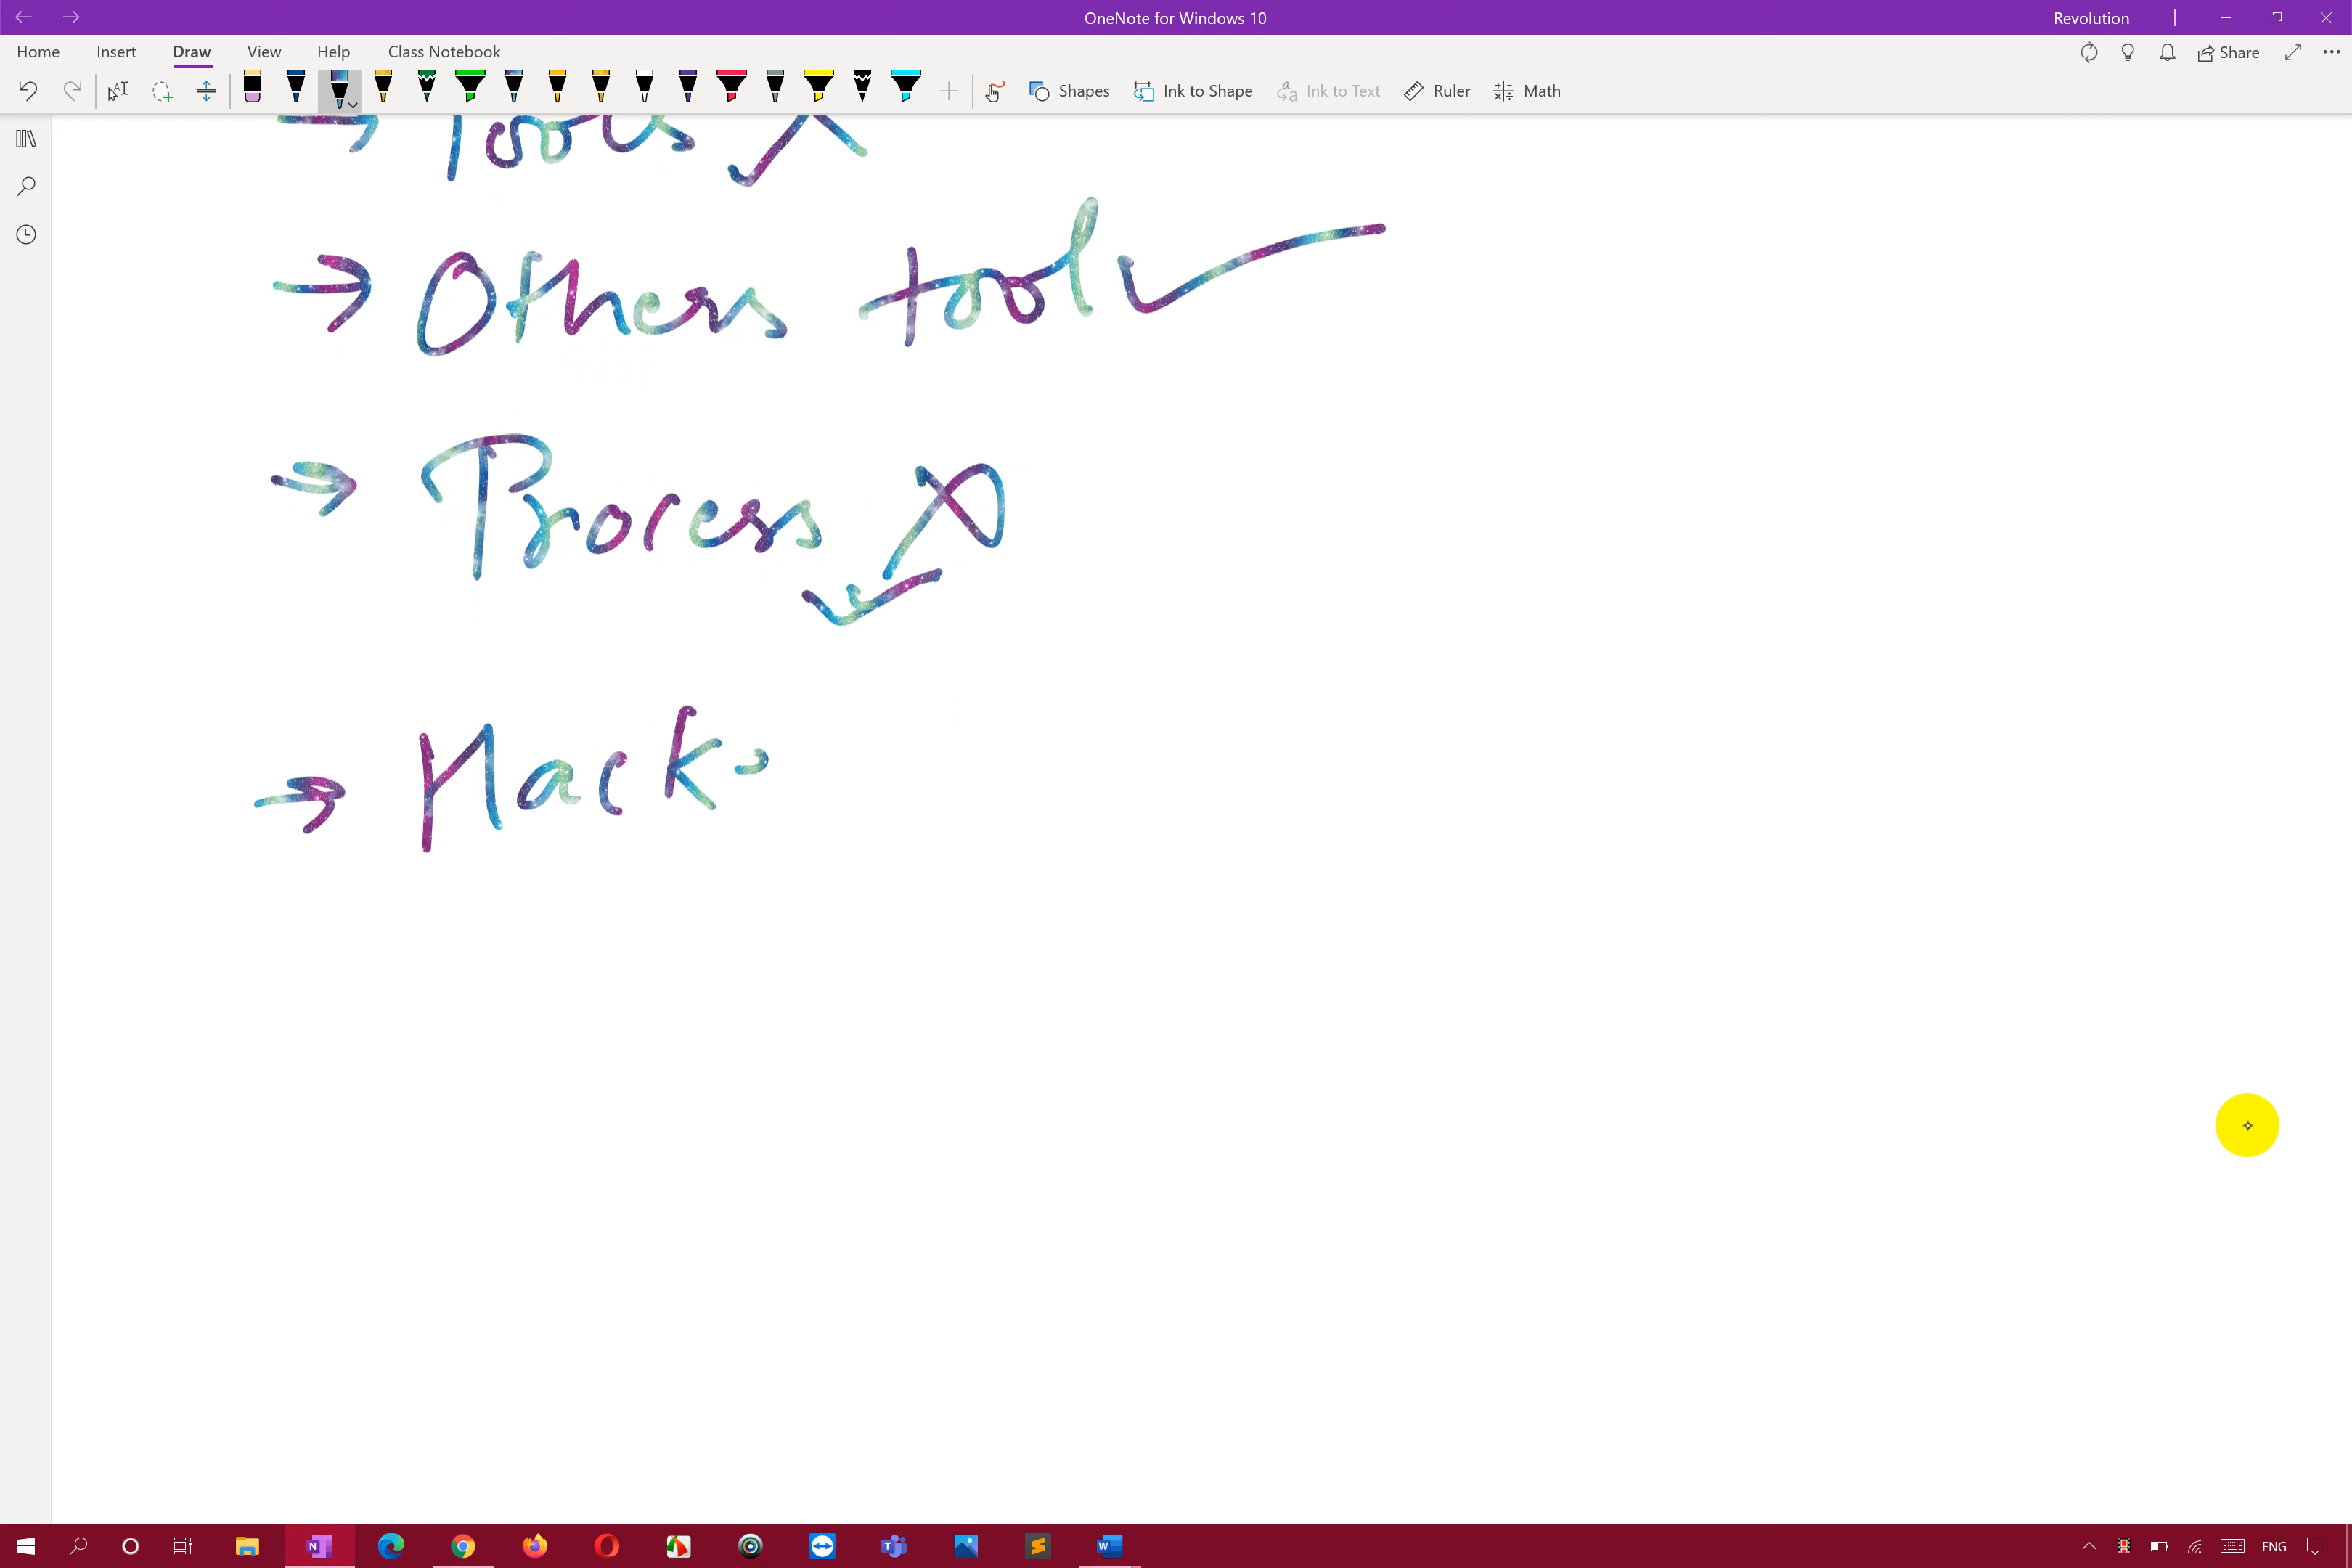 OneNote for Windows 10 Revolution
Home Insert Draw View Help Class Notebook Share
Shapes Ink to Shape Ink to Text Ruler Math
→ Tools
→ Others tool
→ Process
→ Hack
ENG